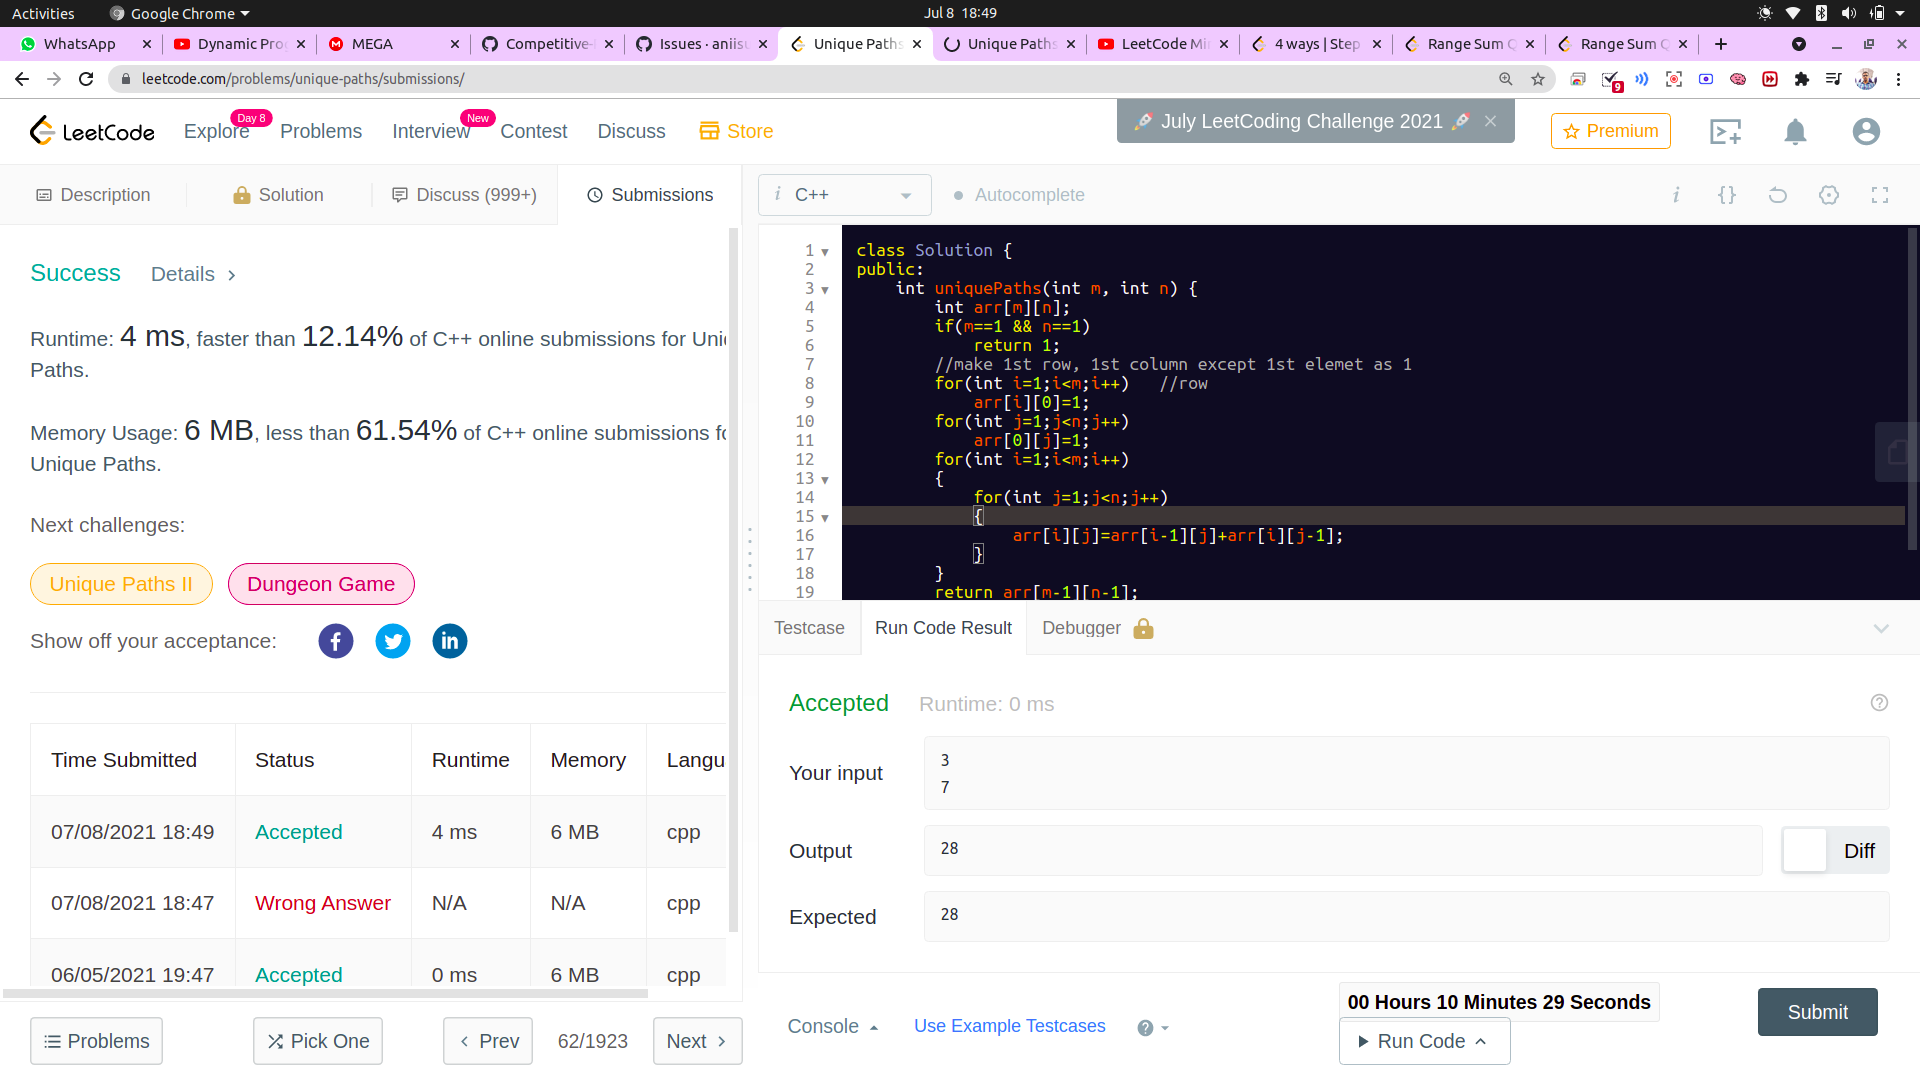 Activities
Google Chrome
Jul 8 18:49
WhatsApp
Dynamic Pro
MEGA
Competitive-
Issues · aniisu
Unique Paths
Unique Paths
LeetCode Mi
4 ways | Step
Range Sum Q
Range Sum Q
leetcode.com/problems/unique-paths/submissions/
9
LeetCode
Explore
Day 8
Problems
Interview
New
Contest
Discuss
Store
🚀 July LeetCoding Challenge 2021 🚀
Premium
Description
Solution
Discuss (999+)
Submissions
i C++
Autocomplete
i {}
Success
Details
Runtime: 4 ms, faster than 12.14% of C++ online submissions for Uni
Paths.
Memory Usage: 6 MB, less than 61.54% of C++ online submissions fo
Unique Paths.
Next challenges:
Unique Paths II
Dungeon Game
Show off your acceptance:
Time Submitted Status Runtime Memory Langu
07/08/2021 18:49 Accepted 4 ms 6 MB cpp
07/08/2021 18:47 Wrong Answer N/A N/A cpp
06/05/2021 19:47 Accepted 0 ms 6 MB cpp
Problems
Pick One
Prev
62/1923
Next
1 class Solution {
2 public:
3 int uniquePaths(int m, int n) {
4 int arr[m][n];
5 if(m==1 && n==1)
6 return 1;
7 //make 1st row, 1st column except 1st elemet as 1
8 for(int i=1;i<m;i++) //row
9 arr[i][0]=1;
10 for(int j=1;j<n;j++)
11 arr[0][j]=1;
12 for(int i=1;i<m;i++)
13 {
14 for(int j=1;j<n;j++)
15 {
16 arr[i][j]=arr[i-1][j]+arr[i][j-1];
17 }
18 }
19 return arr[m-1][n-1];
Testcase
Run Code Result
Debugger
Accepted
Runtime: 0 ms
Your input
3
7
Output
28
Diff
Expected
28
Console
Use Example Testcases
00 Hours 10 Minutes 29 Seconds
Run Code
Submit